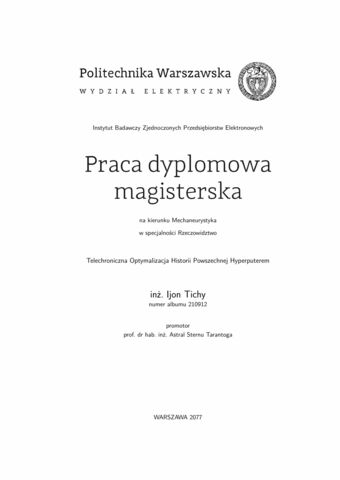 Politechnika Warszawska
WYDZIAŁ ELEKTRYCZNY
Instytut Badawczy Zjednoczonych Przedsiębiorstw Elektronowych
Praca dyplomowa
magisterska
na kierunku Mechaneurystyka
w specjalności Rzeczowidztwo
Telechroniczna Optymalizacja Historii Powszechnej Hyperputerem
inż. Ijon Tichy
numer albumu 210912
promotor
prof. dr hab. inż. Astral Sternu Tarantoga
WARSZAWA 2077